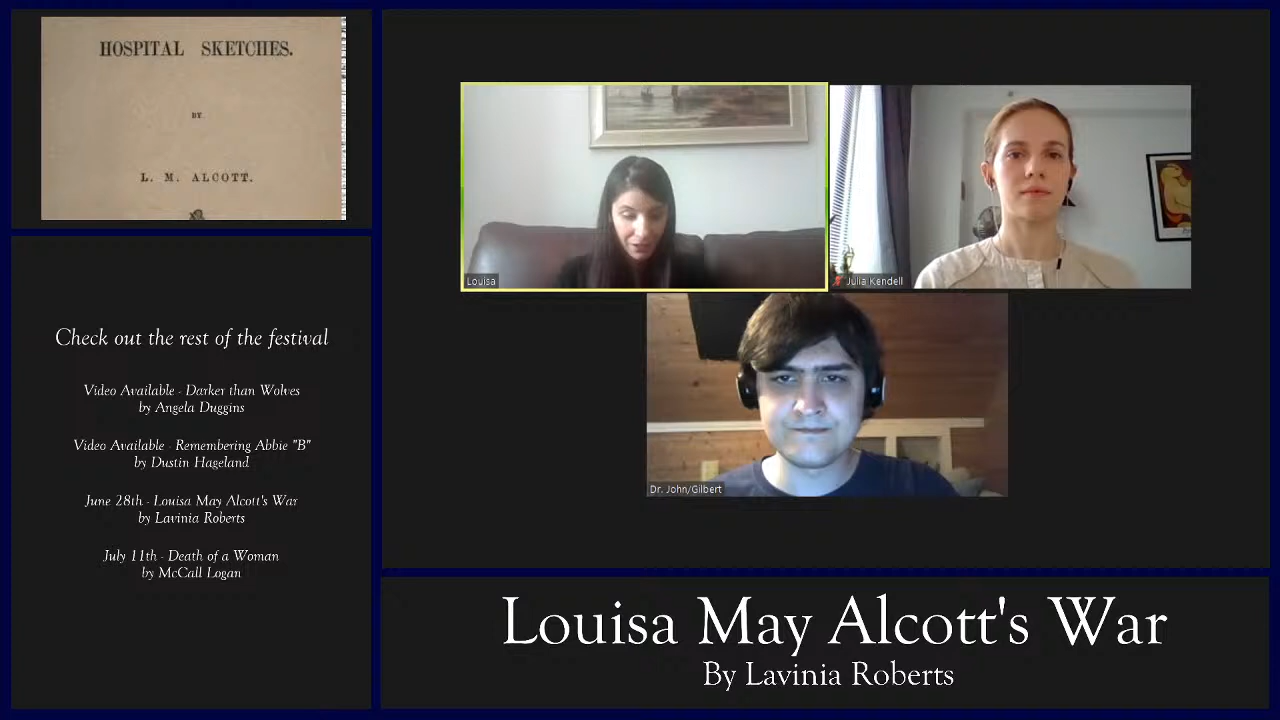 HOSPITAL SKETCHES.
BY
L. M. ALCOTT.
Louisa
Julia Kendell
Dr. John/Gilbert
Check out the rest of the festival
Video Available - Darker than Wolves
by Angela Duggins
Video Available - Remembering Abbie "B"
by Dustin Hageland
June 28th - Louisa May Alcott's War
by Lavinia Roberts
July 11th - Death of a Woman
by McCall Logan
Louisa May Alcott's War
By Lavinia Roberts